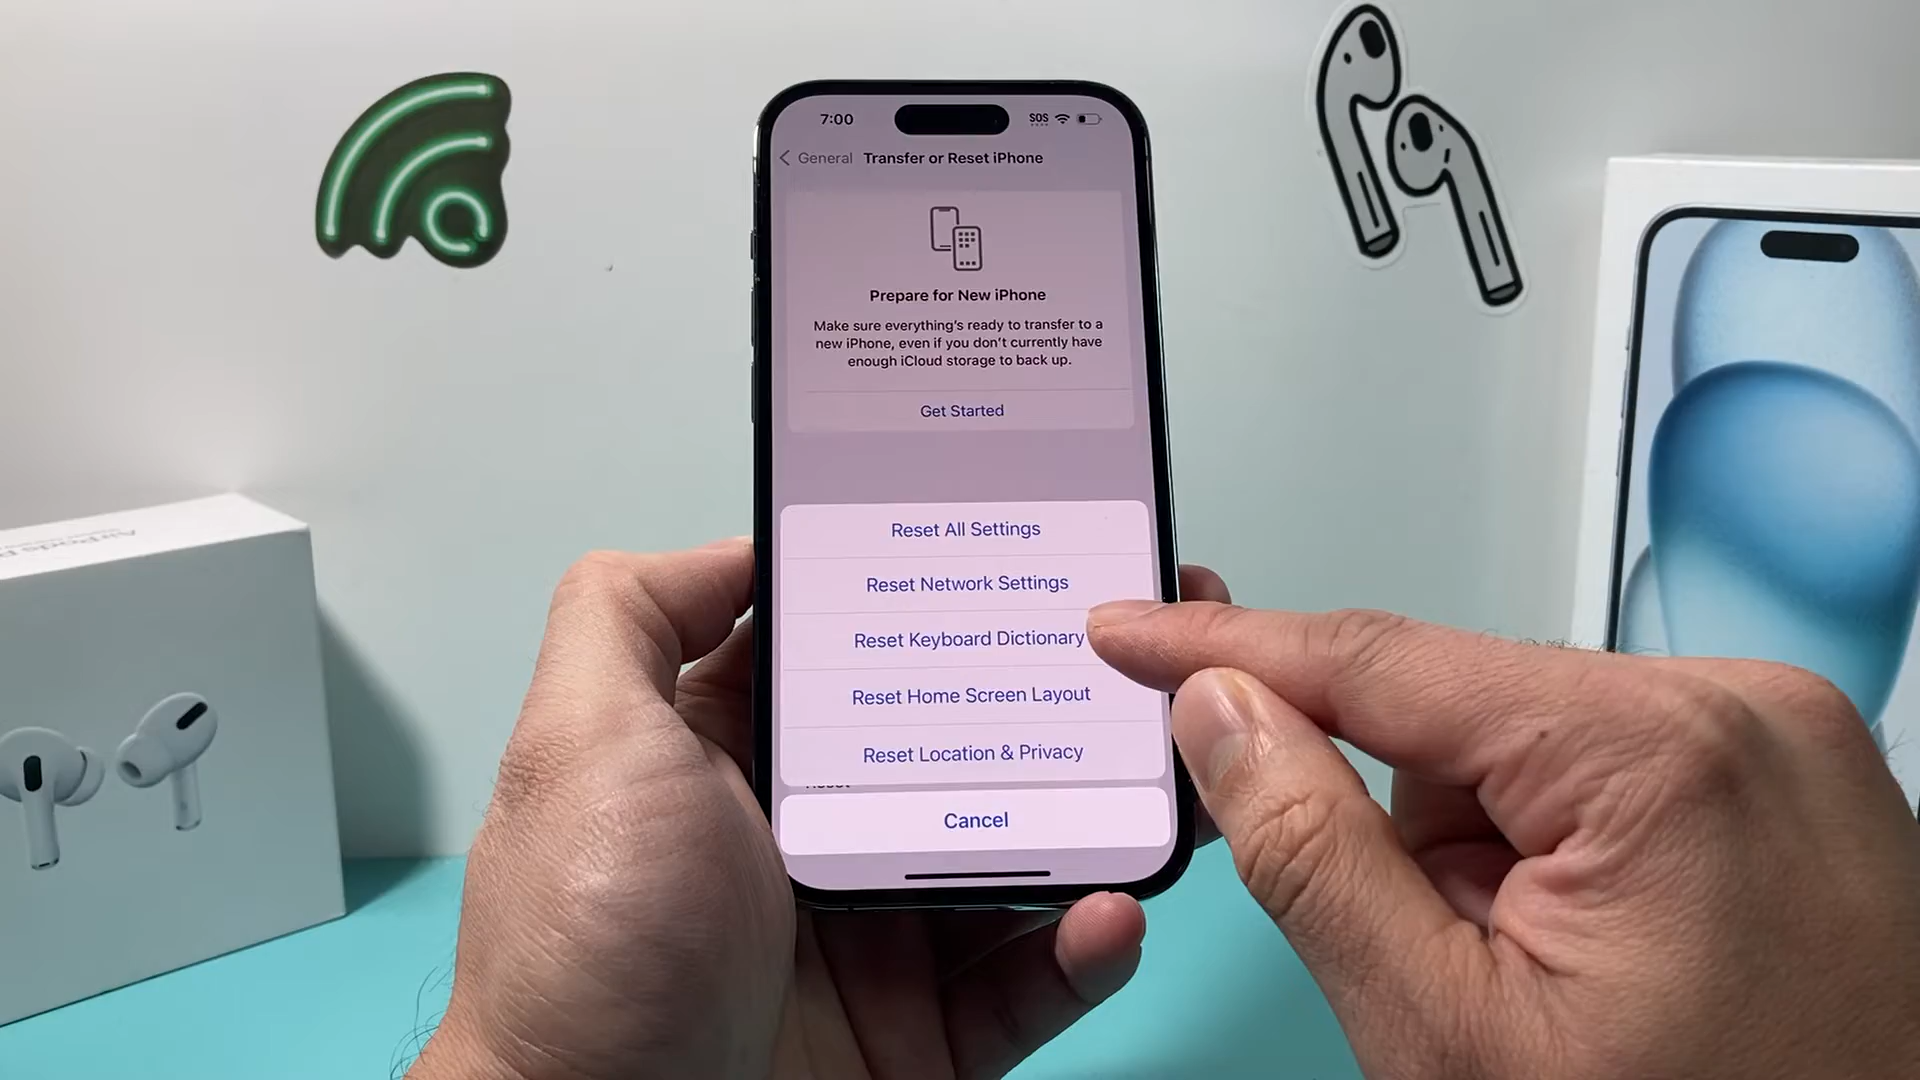 7:00
SOS
General
Transfer or Reset iPhone
Prepare for New iPhone
Make sure everything's ready to transfer to a
new iPhone, even if you don't currently have
enough iCloud storage to back up.
Get Started
Reset All Settings
Reset Network Settings
Reset Keyboard Dictionary
Reset Home Screen Layout
Reset Location & Privacy
Reset
Cancel
AirPods